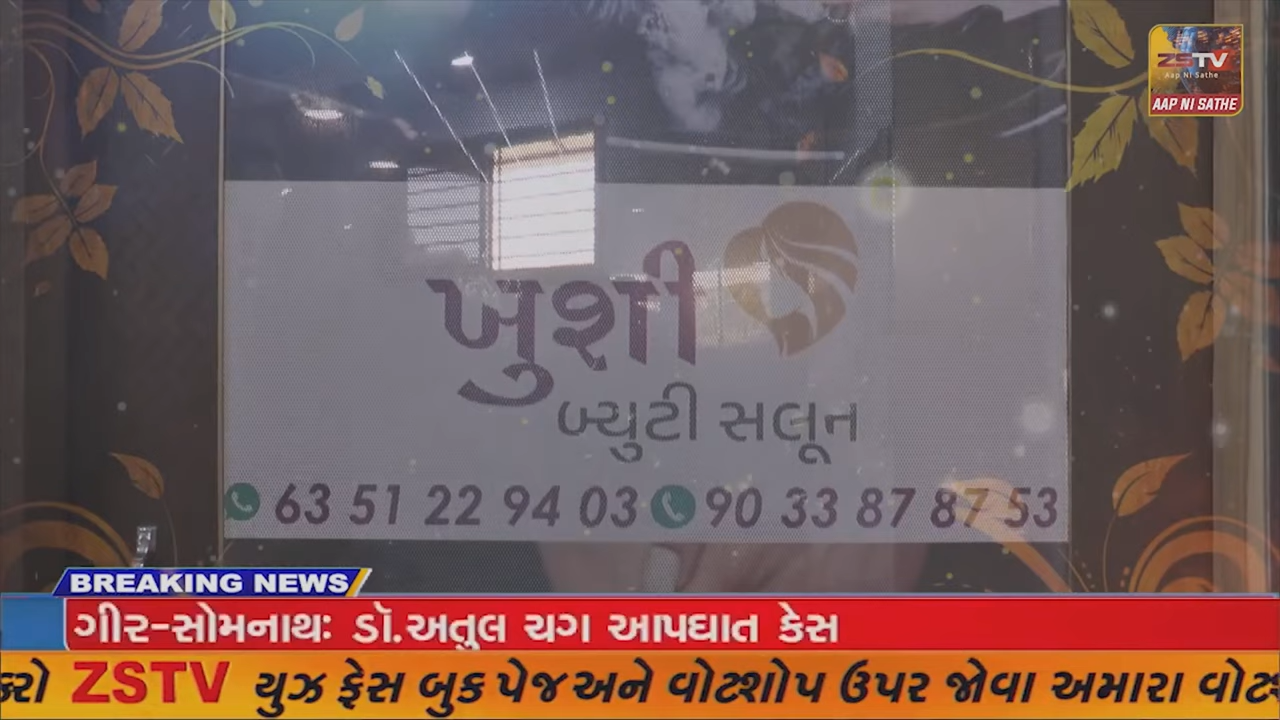 ZSTV
Aap Ni Sathe
AAP NI SATHE
ખુશી
બ્યુટી સલૂન
63 51 22 94 03 90 33 87 87 53
BREAKING NEWS
ગીર-સોમનાથઃ ડૉ.અતુલ ચગ આપઘાત કેસ
ZSTV યુઝ ફેસ બુક પેજ અને વોટશોપ ઉપર જોવા અમારા